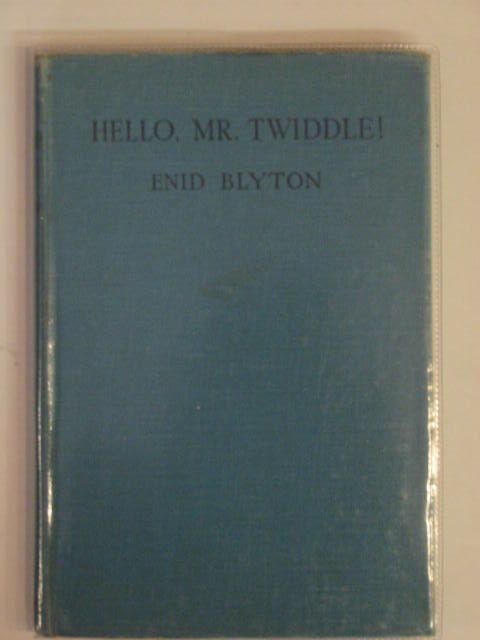 HELLO, MR. TWIDDLE!
ENID BLYTON